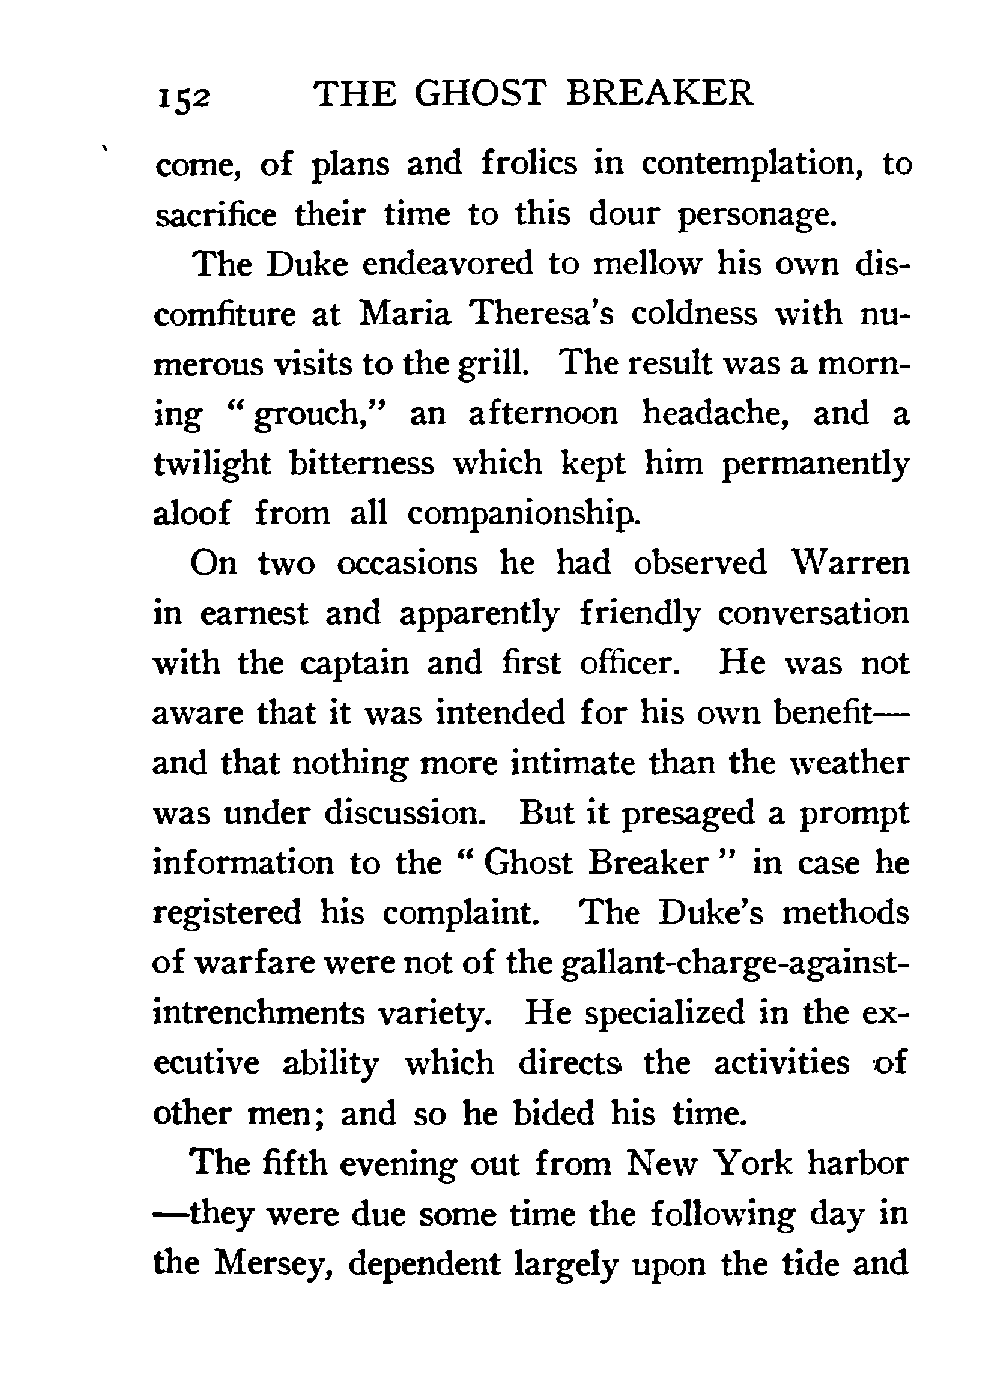 152 THE GHOST BREAKER
come, of plans and frolics in contemplation, to
sacrifice their time to this dour personage.
The Duke endeavored to mellow his own dis-
comfiture at Maria Theresa's coldness with nu-
merous visits to the grill. The result was a morn-
ing " grouch," an afternoon headache, and a
twilight bitterness which kept him permanently
aloof from all companionship.
On two occasions he had observed Warren
in earnest and apparently friendly conversation
with the captain and first officer. He was not
aware that it was intended for his own benefit—
and that nothing more intimate than the weather
was under discussion. But it presaged a prompt
information to the " Ghost Breaker " in case he
registered his complaint. The Duke's methods
of warfare were not of the gallant-charge-against-
intrenchments variety. He specialized in the ex-
ecutive ability which directs the activities of
other men; and so he bided his time.
The fifth evening out from New York harbor
—they were due some time the following day in
the Mersey, dependent largely upon the tide and